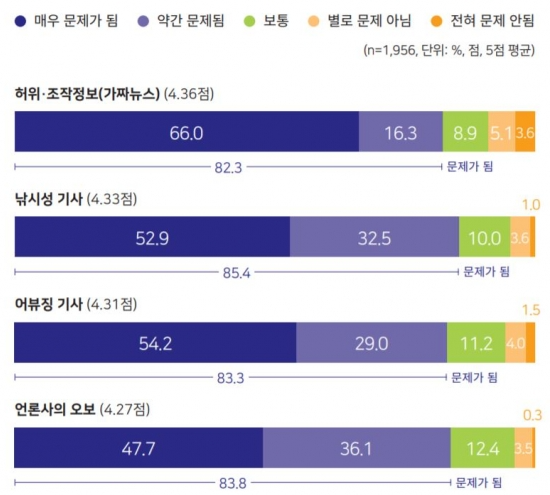 매우 문제가 됨 약간 문제됨 보통 별로 문제 아님 전혀 문제 안됨
(n=1,956, 단위: %, 점, 5점 평균)
허위·조작정보(가짜뉴스) (4.36점)
66.0 16.3 8.9 5.1 3.6
82.3 문제가 됨
낚시성 기사 (4.33점)
1.0
52.9 32.5 10.0 3.6
85.4 문제가 됨
어뷰징 기사 (4.31점)
1.5
54.2 29.0 11.2 4.0
83.3 문제가 됨
언론사의 오보 (4.27점)
0.3
47.7 36.1 12.4 3.5
83.8 문제가 됨